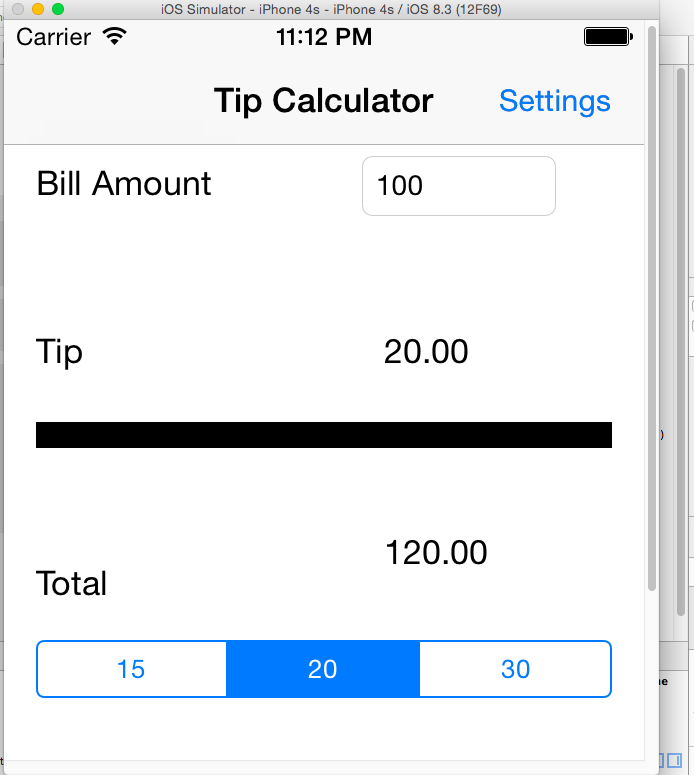 iOS Simulator - iPhone 4s - iPhone 4s / iOS 8.3 (12F69)
Carrier 11:12 PM
Tip Calculator Settings
Bill Amount 100
Tip 20.00
)
120.00
Total
15 20 30